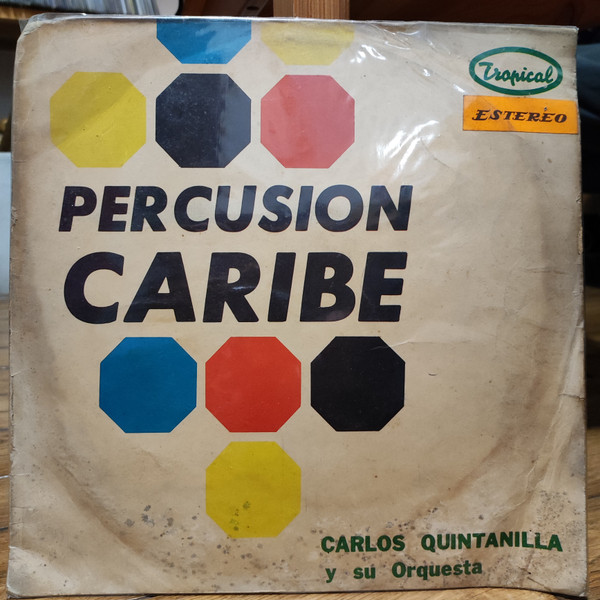 Tropical
ESTEREO
PERCUSION
CARIBE
CARLOS QUINTANILLA
y su Orquesta